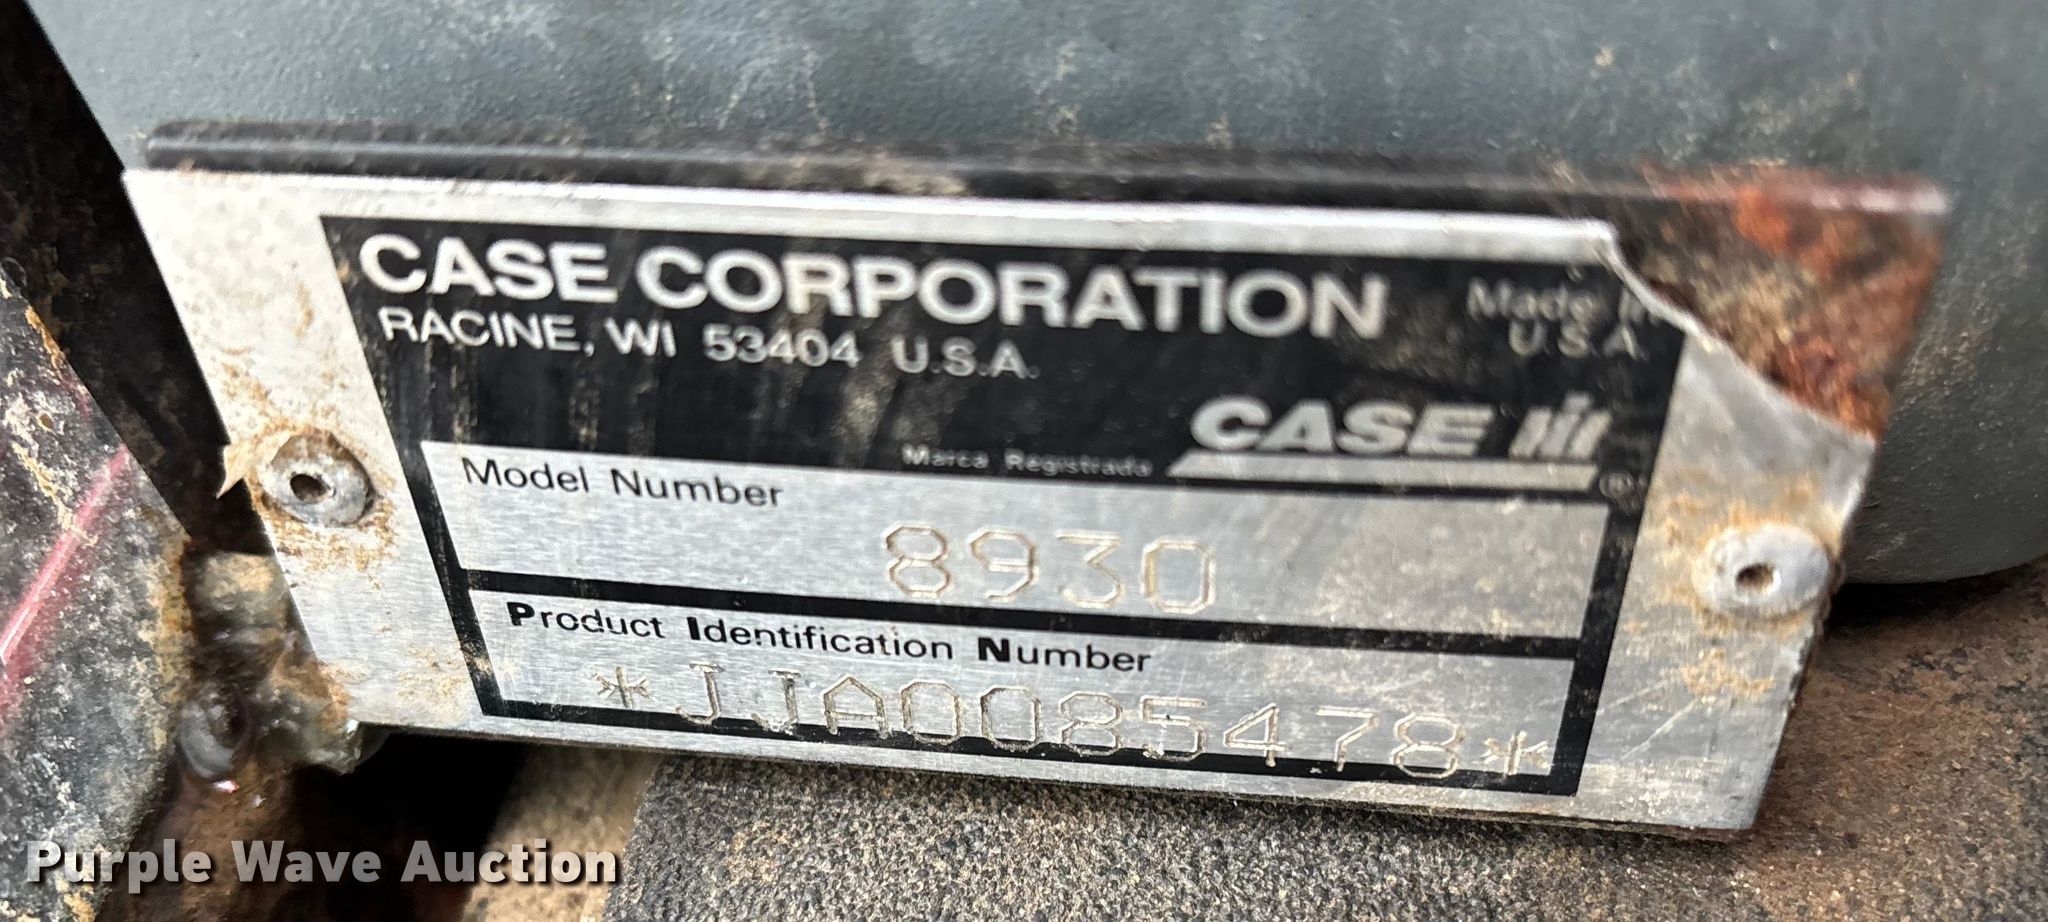 CASE CORPORATION
Made In
U.S.A.
RACINE, WI 53404 U.S.A.
Marca Registrada CASE IH ®
Model Number
8930
Product Identification Number
*JJA0085478*
Purple Wave Auction